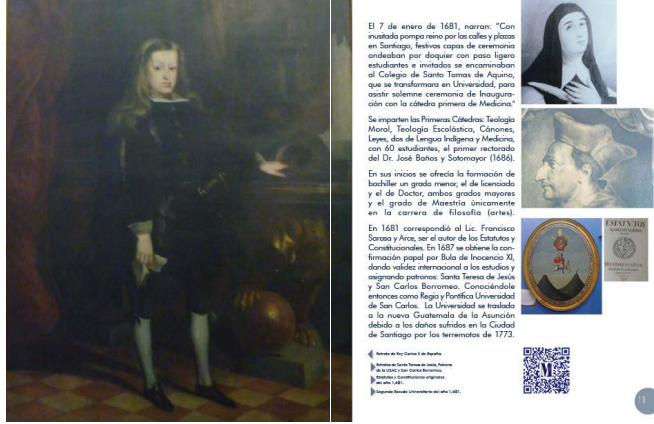 El 7 de enero de 1681, narran: "Con
inusitada pompa reino por las calles y plazas
en Santiago, festivas capas de ceremonia
ondeaban por doquier con paso ligero
estudiantes e invitados se encaminaban
al Colegio de Santo Tomas de Aquino,
que se transformara en Universidad, para
asistir solemne ceremonia de Inaugura-
ción con la cátedra primera de Medicina."
Se imparten las Primeras Cátedras: Teología
Moral, Teología Escolástica, Cánones,
Leyes, dos de Lengua Indígena y Medicina,
con 60 estudiantes, el primer rectorado
del Dr. José Baños y Sotomayor (1686).
En sus inicios se ofrecía la formación de
bachiller un grado menor, el de licenciado
y el de Doctor, ambos grados mayores
y el grado de Maestría únicamente
en la carrera de filosofía (artes).
En 1681 correspondió al Lic. Francisco
Sarasa y Arce, ser el autor de los Estatutos y
Constitucionales. En 1687 se obtiene la con-
firmación papal por Bula de Inocencio XI,
dando validez internacional a los estudios y
asignando patronos: Santa Teresa de Jesús
y San Carlos Borromeo. Conociéndole
entonces como Regia y Pontifica Universidad
de San Carlos. La Universidad se traslada
a la nueva Guatemala de la Asunción
debido a los daños sufridos en la Ciudad
de Santiago por los terremotos de 1773.
Retrato de Rey Carlos II de España.
Retratos de Santa Teresa de Jesús, Patrona
de la USAC y San Carlos Borromeo.
Estatutos y Constituciones originales
del año 1,681.
Segundo Escudo Universitario del año 1,681.
ESTATUTOS
M
11